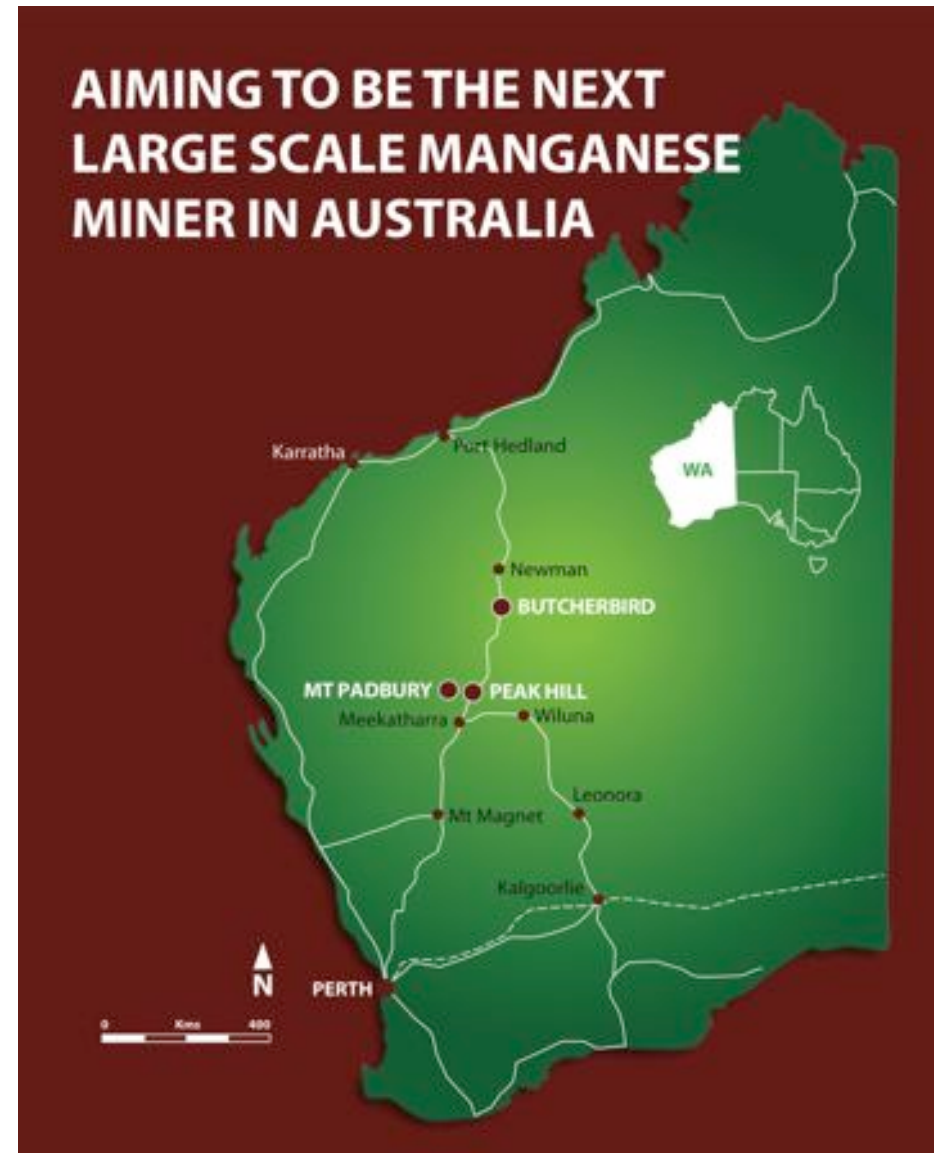 AIMING TO BE THE NEXT
LARGE SCALE MANGANESE
MINER IN AUSTRALIA
Karratha
Port Hedland
WA
Newman
BUTCHERBIRD
MT PADBURY
PEAK HILL
Meekatharra
Wiluna
Leonora
Mt Magnet
Kalgoorlie
N
PERTH
0 Kms 400